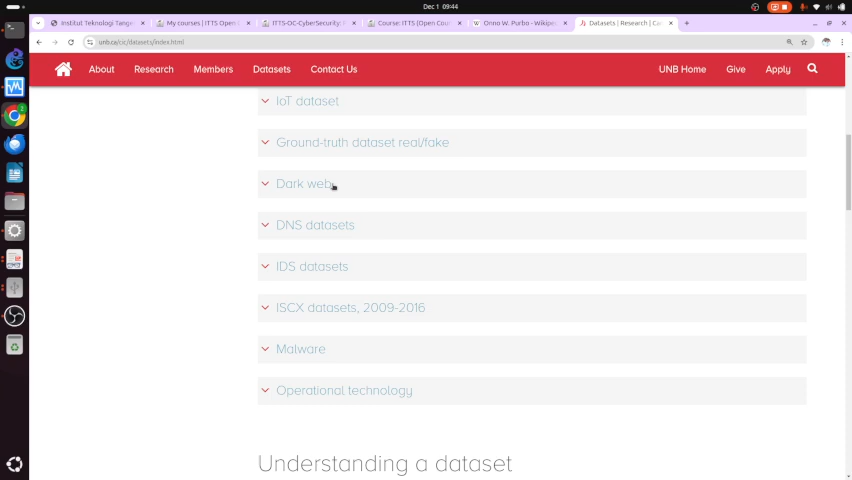 Dec 1 09:44
Institut Teknologi Tange
My courses | ITTS Open
ITTS-OC-CyberSecurity:
Course: ITTS (Open Cou
Onno W. Purbo - Wikipe
Datasets | Research | Ca
unb.ca/cic/datasets/index.html
About
Research
Members
Datasets
Contact Us
UNB Home
Give
Apply
IoT dataset
Ground-truth dataset real/fake
Dark web
DNS datasets
IDS datasets
ISCX datasets, 2009-2016
Malware
Operational technology
Understanding a dataset